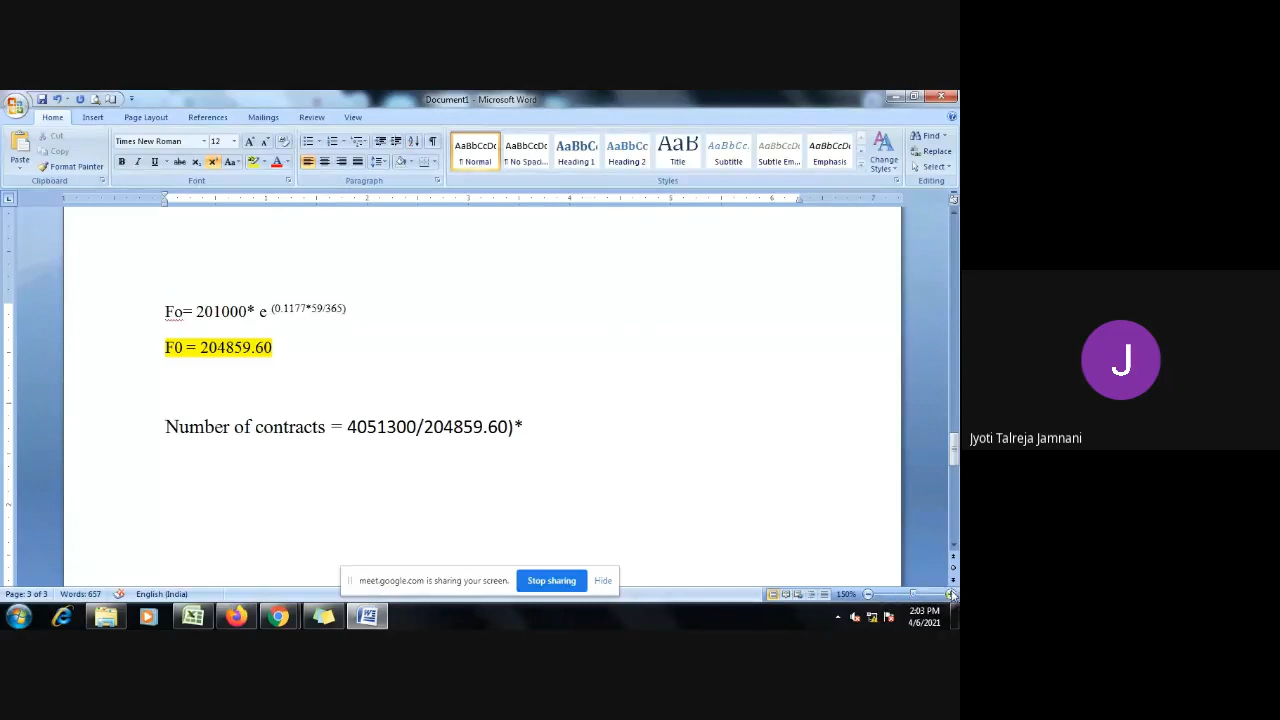 Document1 - Microsoft Word
Home Insert Page Layout References Mailings Review View
Paste Cut Copy Format Painter
Times New Roman 12
AaBbCcDc ¶ Normal AaBbCcDc ¶ No Spaci... AaBbC Heading 1 AaBbCc Heading 2 AaB Title AaBbCc. Subtitle AaBbCcDc Subtle Em... AaBbCcDc Emphasis
Change Styles
Find Replace Select
Clipboard Font Paragraph Styles Editing
Fo= 201000* e (0.1177*59/365)
F0 = 204859.60
Number of contracts = 4051300/204859.60)*
J
Jyoti Talreja Jamnani
meet.google.com is sharing your screen. Stop sharing Hide
Page: 3 of 3 Words: 657 English (India) 150%
2:03 PM
4/6/2021